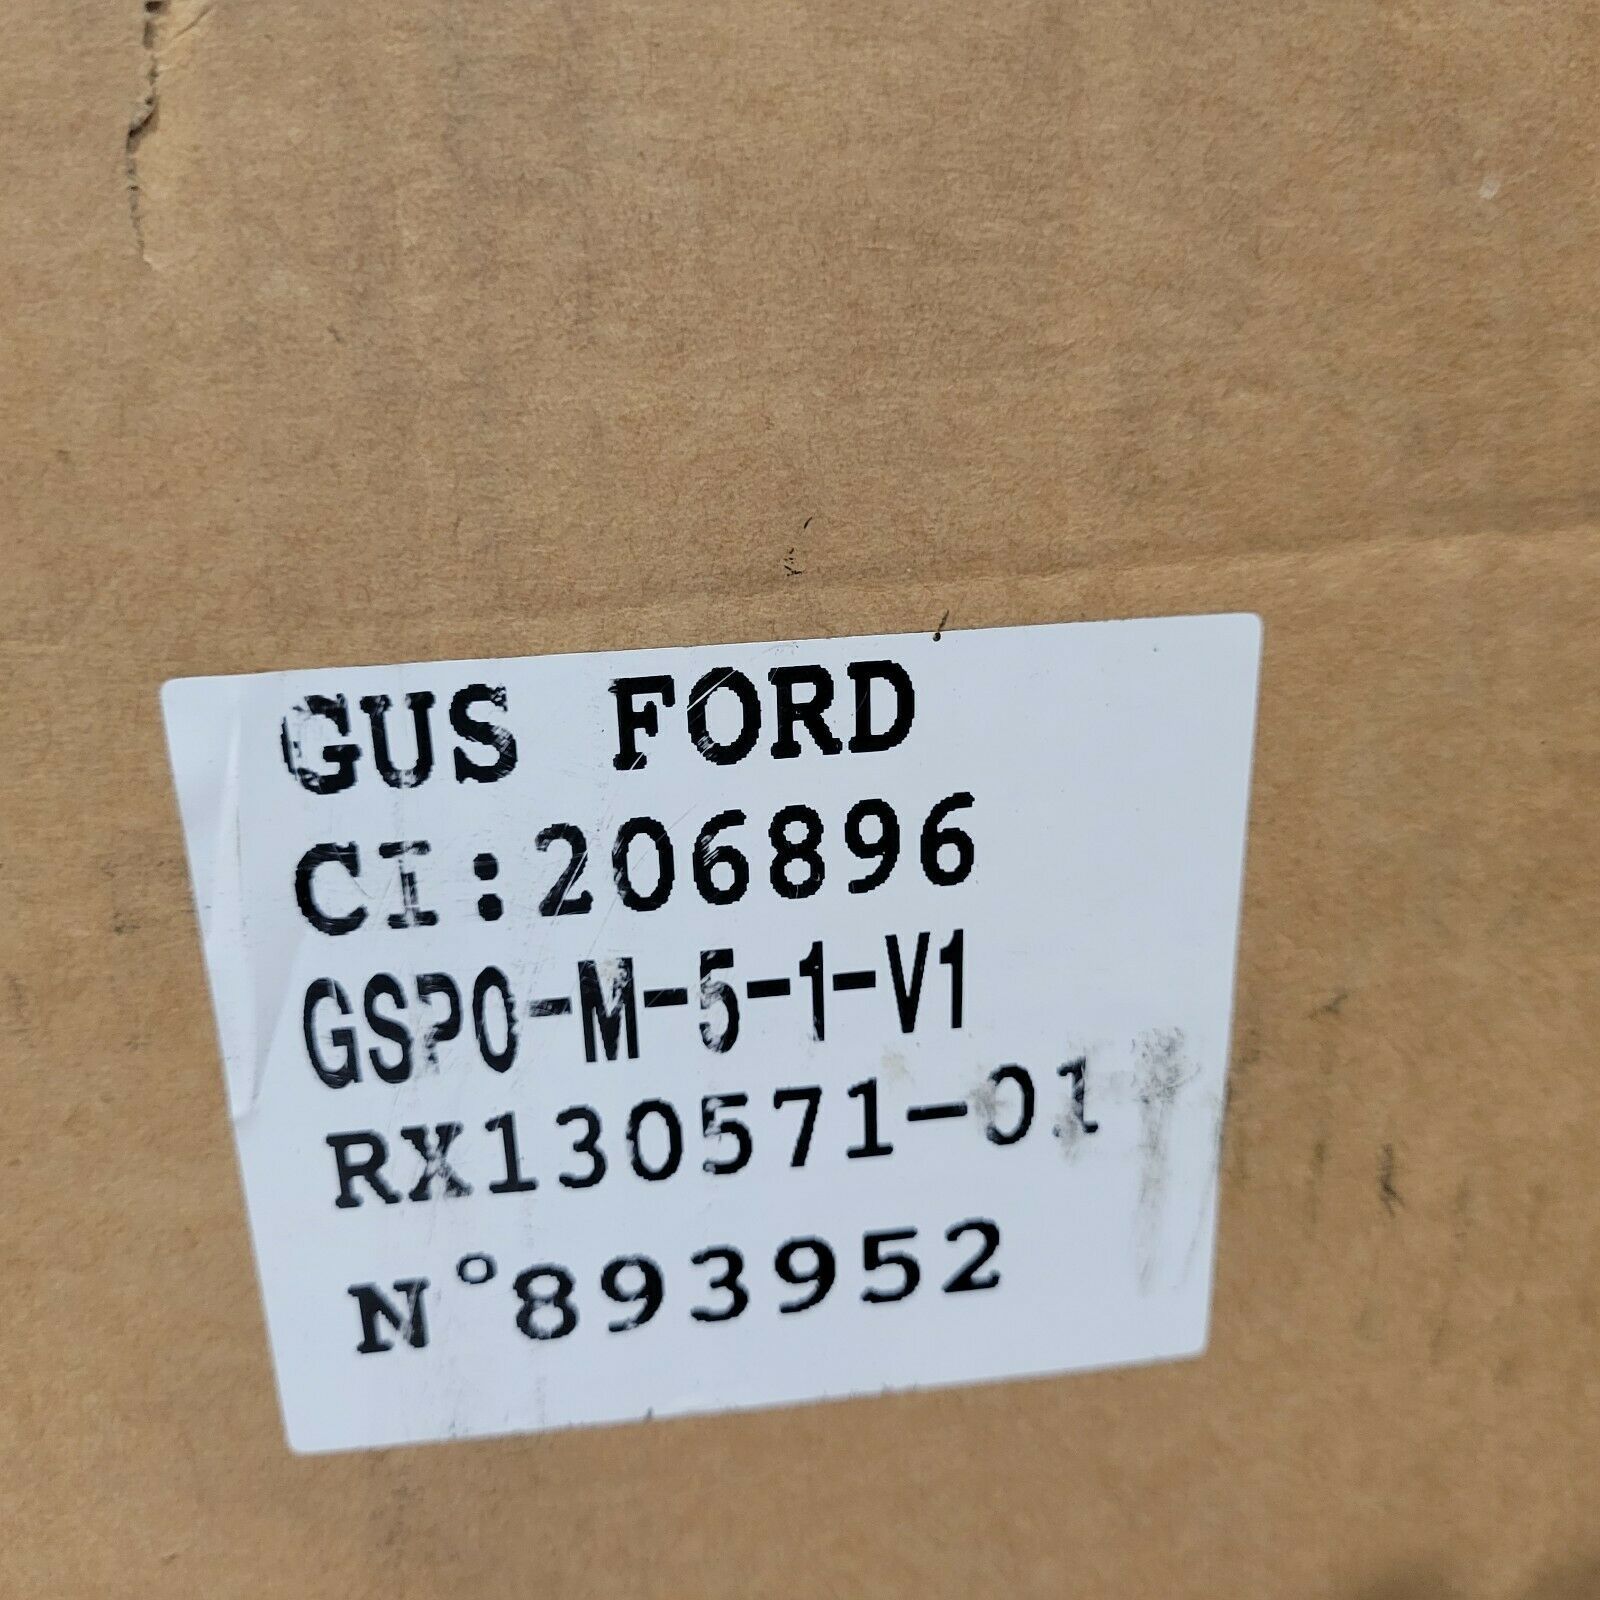 GUS FORD
CI:206896
GSPO-M-5-1-V1
RX130571-01
N°893952